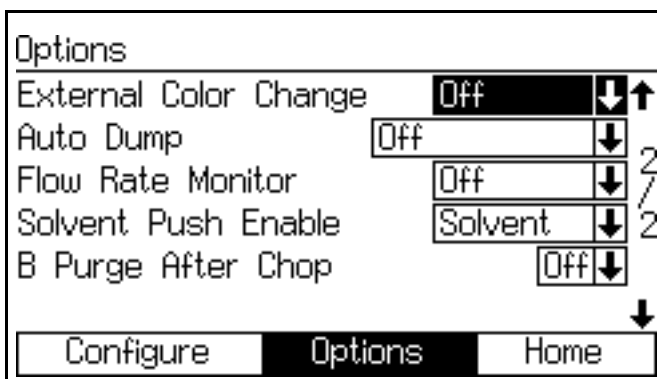 Options
External Color Change Off
Auto Dump Off
Flow Rate Monitor Off
Solvent Push Enable Solvent
B Purge After Chop Off
2/2
Configure Options Home